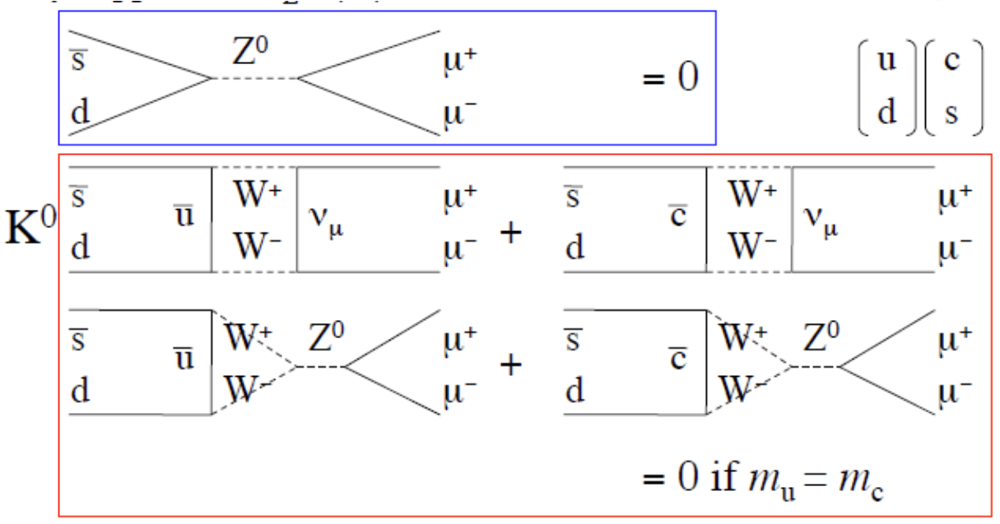 s̅ Z⁰ μ⁺ = 0 u c
d μ⁻ d s
K⁰ s̅ u̅ W⁺ ν_μ μ⁺ + s̅ c̅ W⁺ ν_μ μ⁺
d W⁻ μ⁻ d W⁻ μ⁻
s̅ u̅ W⁺ Z⁰ μ⁺ + s̅ c̅ W⁺ Z⁰ μ⁺
d W⁻ μ⁻ d W⁻ μ⁻
= 0 if m_u = m_c